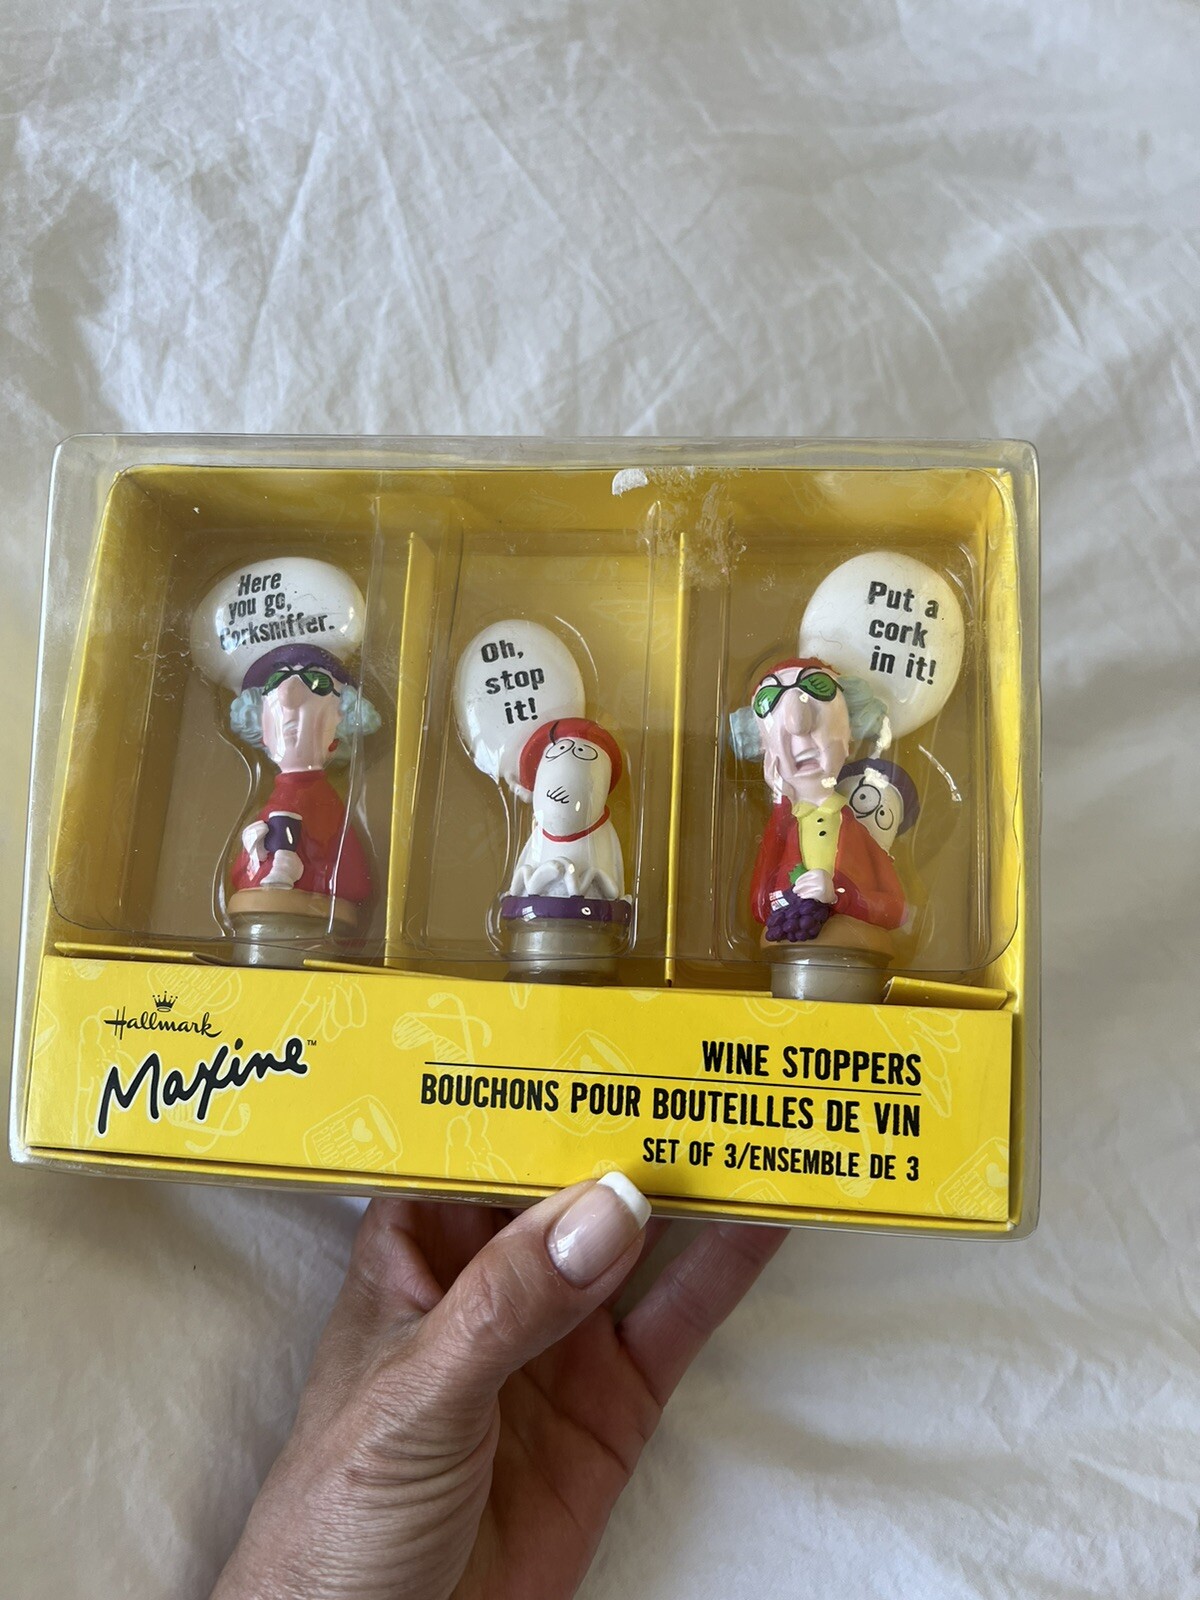 Here
you go,
Corksniffer.
Oh,
stop
it!
Put a
cork
in it!
Hallmark
Maxine™
WINE STOPPERS
BOUCHONS POUR BOUTEILLES DE VIN
SET OF 3/ENSEMBLE DE 3